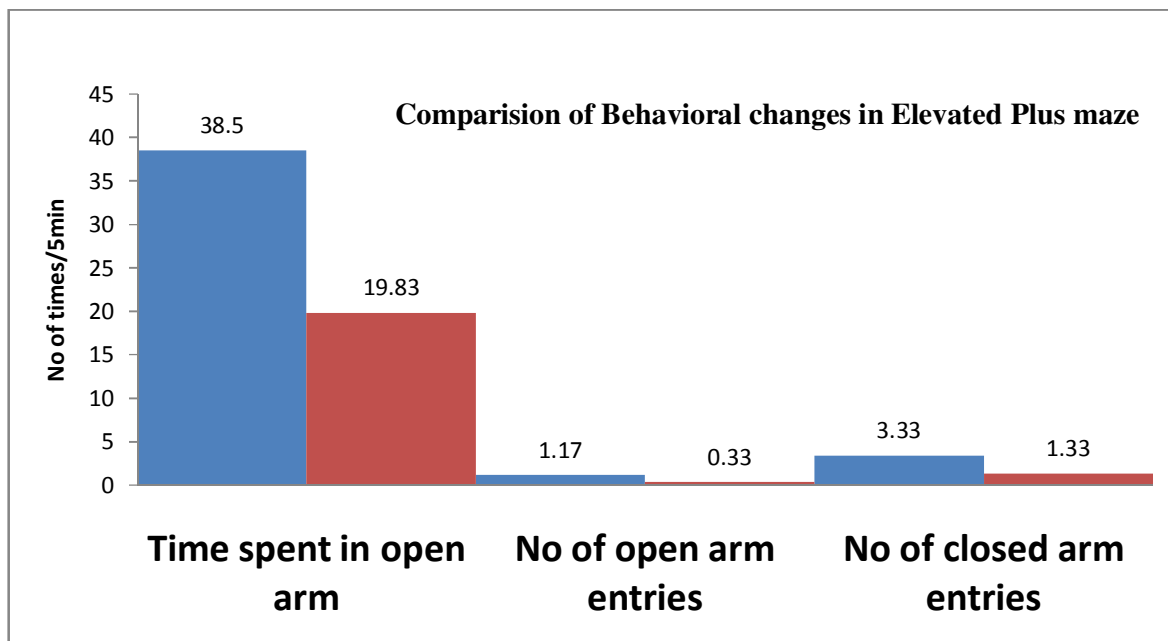 Comparision of Behavioral changes in Elevated Plus maze
No of times/5min
45
40
35
30
25
20
15
10
5
0
38.5
19.83
1.17
0.33
3.33
1.33
Time spent in open
arm
No of open arm
entries
No of closed arm
entries